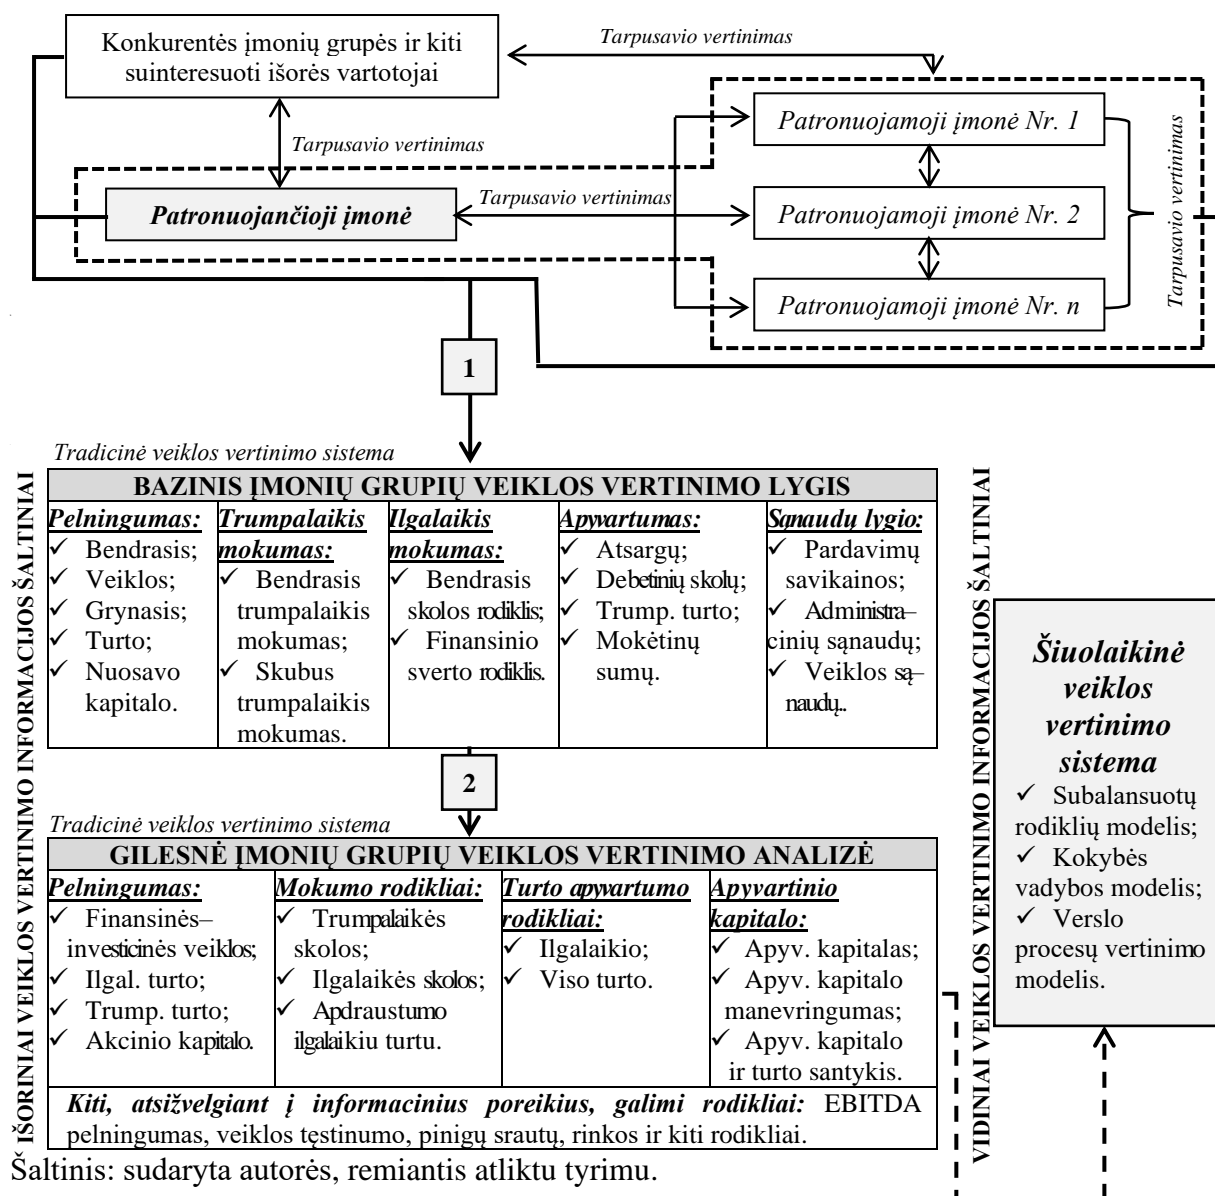 Konkurentės įmonių grupės ir kiti
suinteresuoti išorės vartotojai
Tarpusavio vertinimas
Tarpusavio vertinimas
Patronuojančioji įmonė
Tarpusavio vertinimas
Patronuojamoji įmonė Nr. 1
Patronuojamoji įmonė Nr. 2
Patronuojamoji įmonė Nr. n
Tarpusavio vertinimas
1
Tradicinė veiklos vertinimo sistema
IŠORINIAI VEIKLOS VERTINIMO INFORMACIJOS ŠALTINIAI
BAZINIS ĮMONIŲ GRUPIŲ VEIKLOS VERTINIMO LYGIS
Pelningumas:
✓ Bendrasis;
✓ Veiklos;
✓ Grynasis;
✓ Turto;
✓ Nuosavo
kapitalo.
Trumpalaikis
mokumas:
✓ Bendrasis
trumpalaikis
mokumas;
✓ Skubus
trumpalaikis
mokumas.
Ilgalaikis
mokumas:
✓ Bendrasis
skolos rodiklis;
✓ Finansinio
sverto rodiklis.
Apyvartumas:
✓ Atsargų;
✓ Debetinių skolų;
✓ Trump. turto;
✓ Mokėtinų
sumų.
Sąnaudų lygio:
✓ Pardavimų
savikainos;
✓ Administra–
cinių sąnaudų;
✓ Veiklos są–
naudų..
2
Tradicinė veiklos vertinimo sistema
GILESNĖ ĮMONIŲ GRUPIŲ VEIKLOS VERTINIMO ANALIZĖ
Pelningumas:
✓ Finansinės–
investicinės veiklos;
✓ Ilgal. turto;
✓ Trump. turto;
✓ Akcinio kapitalo.
Mokumo rodikliai:
✓ Trumpalaikės
skolos;
✓ Ilgalaikės skolos;
✓ Apdraustumo
ilgalaikiu turtu.
Turto apyvartumo
rodikliai:
✓ Ilgalaikio;
✓ Viso turto.
Apyvartinio
kapitalo:
✓ Apyv. kapitalas;
✓ Apyv. kapitalo
manevringumas;
✓ Apyv. kapitalo
ir turto santykis.
Kiti, atsižvelgiant į informacinius poreikius, galimi rodikliai: EBITDA
pelningumas, veiklos tęstinumo, pinigų srautų, rinkos ir kiti rodikliai.
VIDINIAI VEIKLOS VERTINIMO INFORMACIJOS ŠALTINIAI
Šiuolaikinė
veiklos
vertinimo
sistema
✓ Subalansuotų
rodiklių modelis;
✓ Kokybės
vadybos modelis;
✓ Verslo
procesų vertinimo
modelis.
Šaltinis: sudaryta autorės, remiantis atliktu tyrimu.